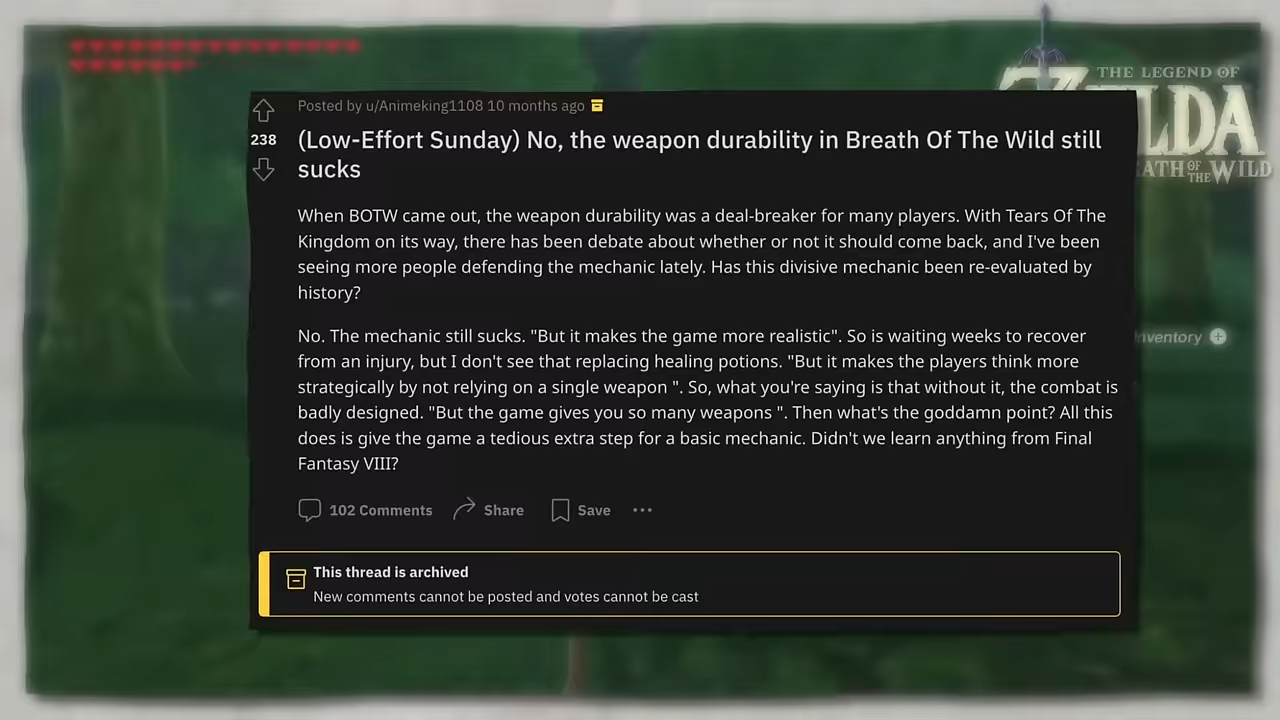 THE LEGEND OF
ZELDA
BREATH OF THE WILD
Posted by u/Animeking1108 10 months ago
238
(Low-Effort Sunday) No, the weapon durability in Breath Of The Wild still
sucks
When BOTW came out, the weapon durability was a deal-breaker for many players. With Tears Of The
Kingdom on its way, there has been debate about whether or not it should come back, and I've been
seeing more people defending the mechanic lately. Has this divisive mechanic been re-evaluated by
history?
Inventory
No. The mechanic still sucks. "But it makes the game more realistic". So is waiting weeks to recover
from an injury, but I don't see that replacing healing potions. "But it makes the players think more
strategically by not relying on a single weapon ". So, what you're saying is that without it, the combat is
badly designed. "But the game gives you so many weapons ". Then what's the goddamn point? All this
does is give the game a tedious extra step for a basic mechanic. Didn't we learn anything from Final
Fantasy VIII?
102 Comments Share Save
This thread is archived
New comments cannot be posted and votes cannot be cast